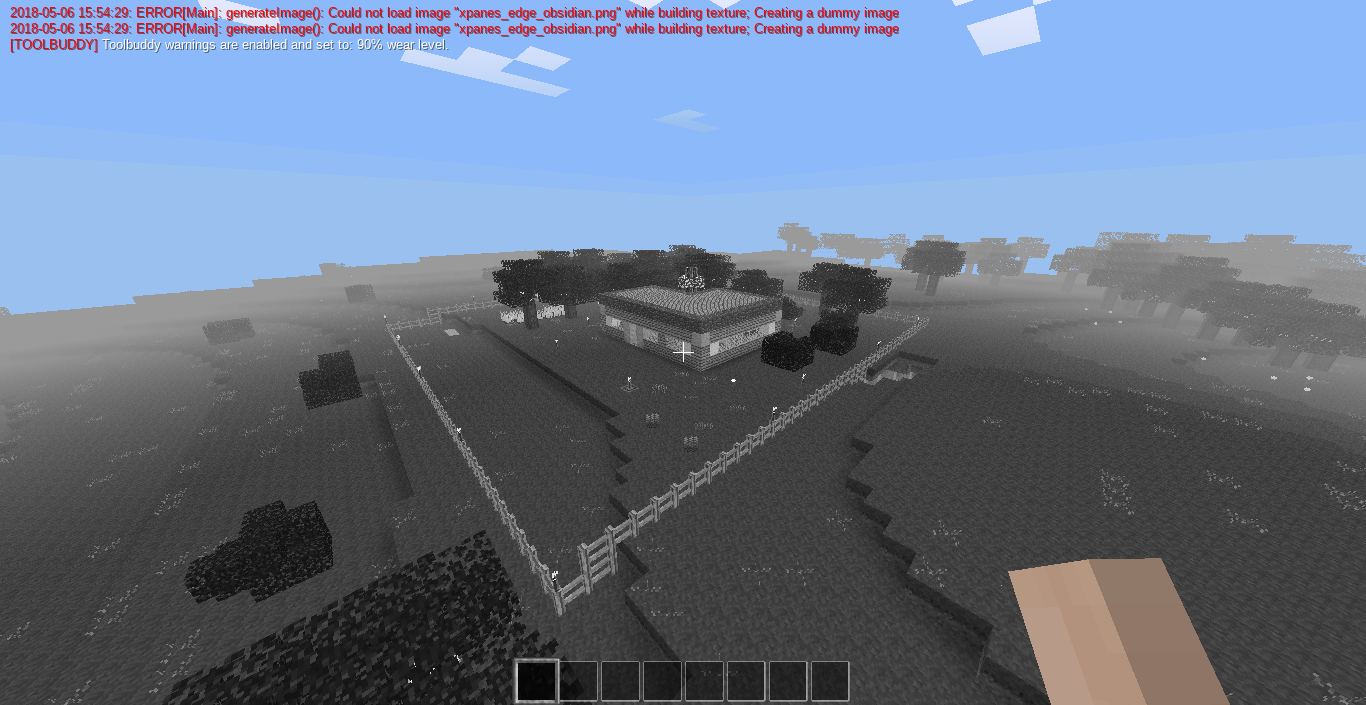 2018-05-06 15:54:29: ERROR[Main]: generateImage(): Could not load image "xpanes_edge_obsidian.png" while building texture; Creating a dummy image
2018-05-06 15:54:29: ERROR[Main]: generateImage(): Could not load image "xpanes_edge_obsidian.png" while building texture; Creating a dummy image
[TOOLBUDDY] Toolbuddy warnings are enabled and set to: 90% wear level.